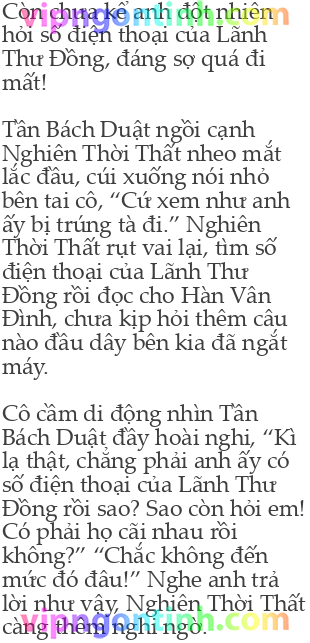 Còn chưa kể anh đột nhiên
vipngontinh.com
hỏi số điện thoại của Lãnh
Thư Đồng, đáng sợ quá đi
mất!
Tần Bách Duật ngồi cạnh
Nghiên Thời Thất nheo mắt
lắc đầu, cúi xuống nói nhỏ
bên tai cô, “Cứ xem như anh
ấy bị trúng tà đi.” Nghiên
Thời Thất rụt vai lại, tìm số
điện thoại của Lãnh Thư
Đồng rồi đọc cho Hàn Vân
Đình, chưa kịp hỏi thêm câu
nào đầu dây bên kia đã ngắt
máy.
Cô cầm di động nhìn Tần
Bách Duật đầy hoài nghi, “Kì
lạ thật, chẳng phải anh ấy có
số điện thoại của Lãnh Thư
Đồng rồi sao? Sao còn hỏi em!
Có phải họ cãi nhau rồi
không?” “Chắc không đến
mức đó đâu!” Nghe anh trả
lời như vậy, Nghiên Thời Thất
vipngontinh.com
càng thêm nghi ngờ